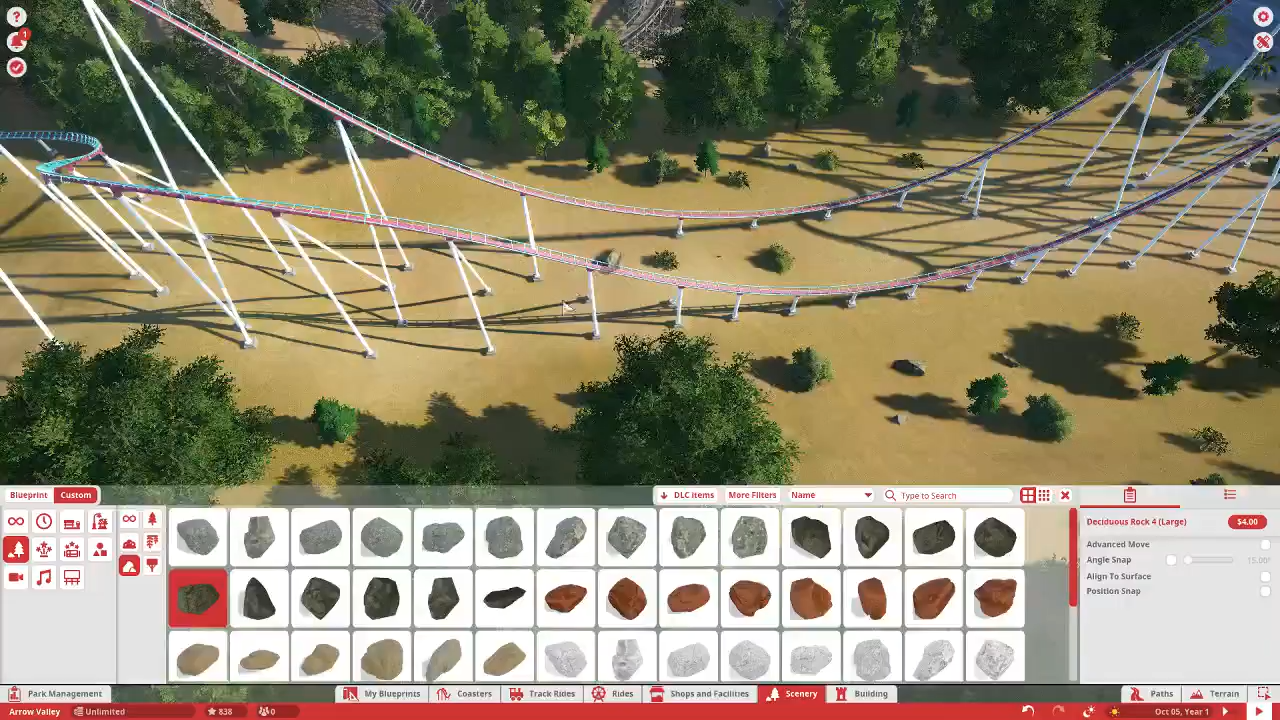 ?
1
Blueprint
Custom
DLC items
More Filters
Name
Type to Search
Deciduous Rock 4 (Large)
$4.00
Advanced Move
Angle Snap
15.00°
Align To Surface
Position Snap
Park Management
My Blueprints
Coasters
Track Rides
Rides
Shops and Facilities
Scenery
Building
Paths
Terrain
Arrow Valley
Unlimited
838
0
Oct 05, Year 1